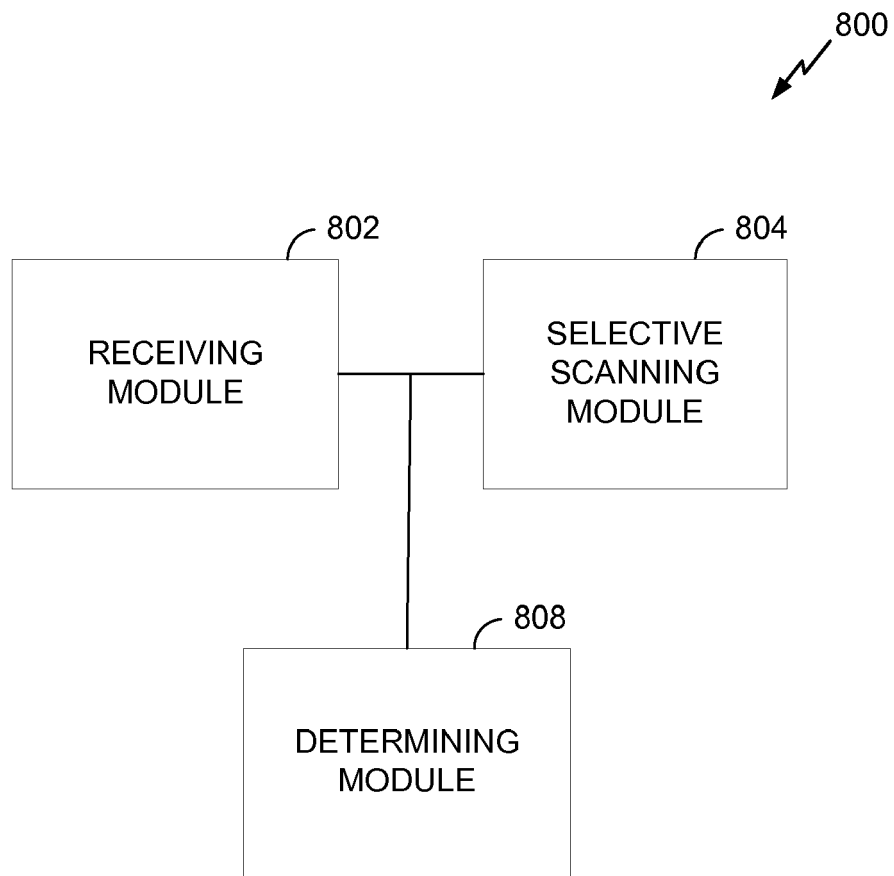 800
802
804
RECEIVING
MODULE
SELECTIVE
SCANNING
MODULE
808
DETERMINING
MODULE